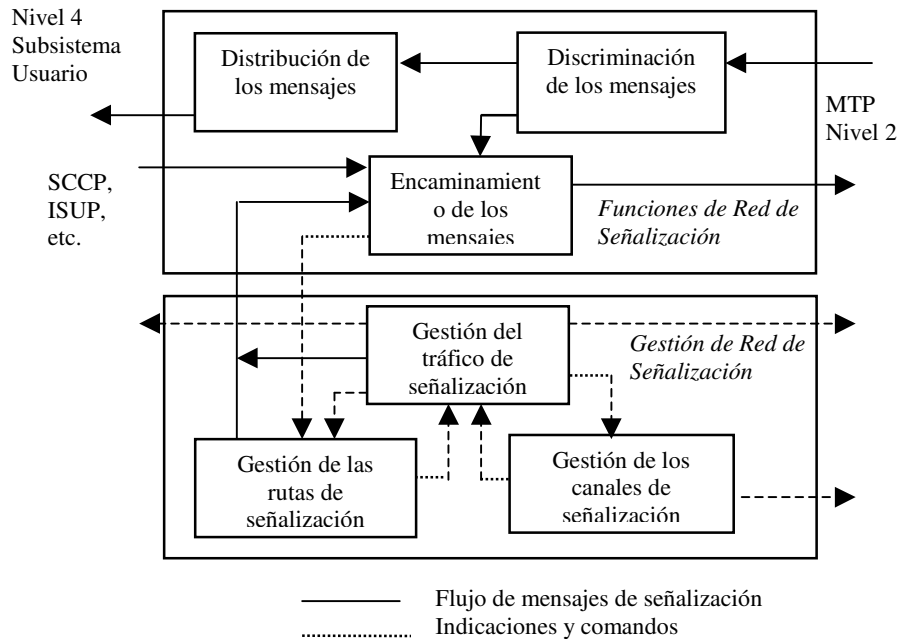 Nivel 4
Subsistema
Usuario
Distribución de
los mensajes
Discriminación
de los mensajes
MTP
Nivel 2
SCCP,
ISUP,
etc.
Encaminamient
o de los
mensajes
Funciones de Red de
Señalización
Gestión del
tráfico de
señalización
Gestión de Red de
Señalización
Gestión de las
rutas de
señalización
Gestión de los
canales de
señalización
Flujo de mensajes de señalización
Indicaciones y comandos